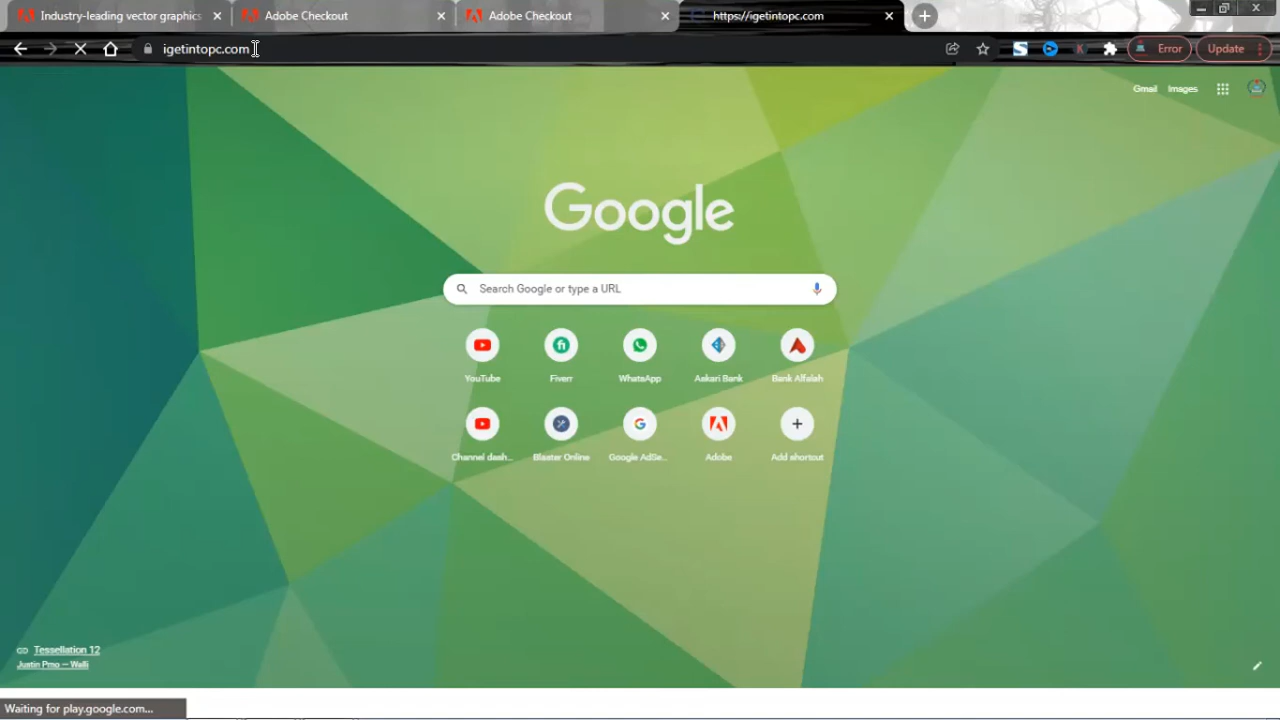 Industry-leading vector graphics
Adobe Checkout
Adobe Checkout
https://igetintopc.com
igetintopc.com
K
Error
Update
Gmail
Images
Google
Search Google or type a URL
YouTube
Fiverr
WhatsApp
Askari Bank
Bank Alfalah
Channel dash...
Blaster Online
Google AdSe...
Adobe
Add shortcut
Tessellation 12
Justin Prno — Walli
Waiting for play.google.com...